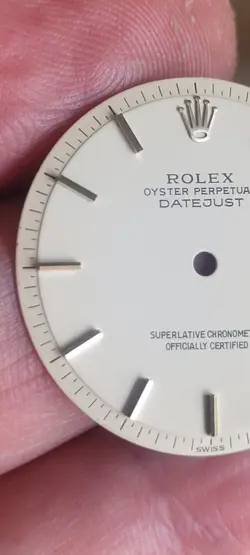 ROLEX
OYSTER PERPETUA
DATEJUST
SUPERLATIVE CHRONOMET
OFFICIALLY CERTIFIED
SWISS